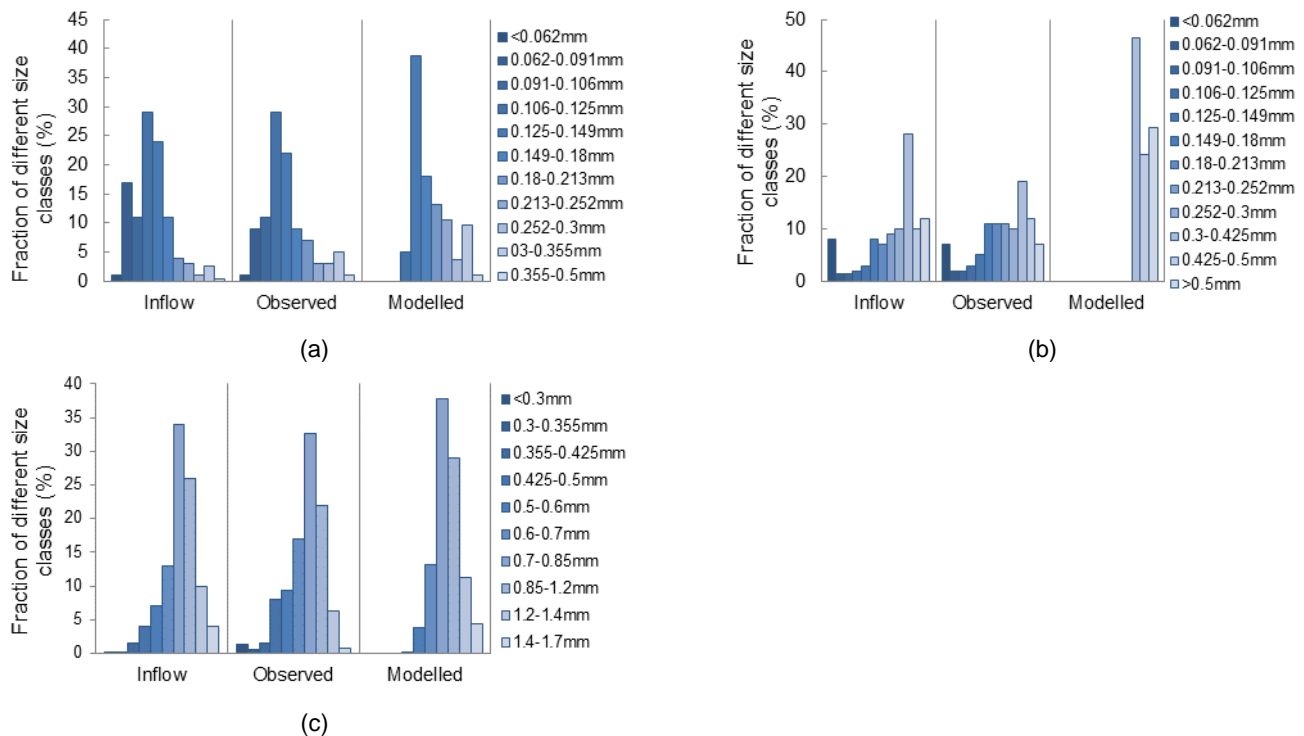 Fraction of different size
classes (%)
45
40
35
30
25
20
15
10
5
0
Inflow Observed Modelled
<0.062mm
0.062-0.091mm
0.091-0.106mm
0.106-0.125mm
0.125-0.149mm
0.149-0.18mm
0.18-0.213mm
0.213-0.252mm
0.252-0.3mm
03-0.355mm
0.355-0.5mm
(a)
Fraction of different size
classes (%)
50
40
30
20
10
0
Inflow Observed Modelled
<0.062mm
0.062-0.091mm
0.091-0.106mm
0.106-0.125mm
0.125-0.149mm
0.149-0.18mm
0.18-0.213mm
0.213-0.252mm
0.252-0.3mm
0.3-0.425mm
0.425-0.5mm
>0.5mm
(b)
Fraction of different size
classes (%)
40
35
30
25
20
15
10
5
0
Inflow Observed Modelled
<0.3mm
0.3-0.355mm
0.355-0.425mm
0.425-0.5mm
0.5-0.6mm
0.6-0.7mm
0.7-0.85mm
0.85-1.2mm
1.2-1.4mm
1.4-1.7mm
(c)